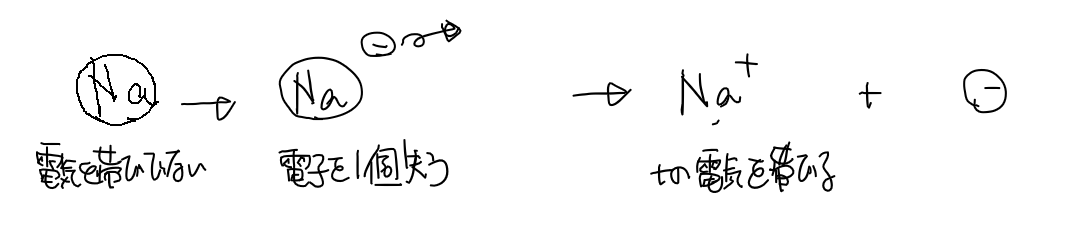 Na → Na ⊖ → Na⁺ + ⊖
電気を帯びてない 電子を1個失う +の電気を帯びる